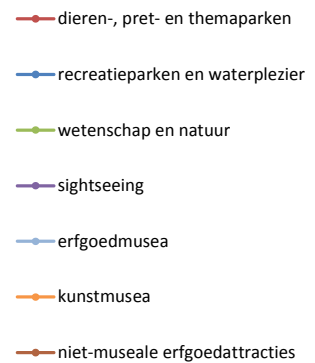 dieren-, pret- en themaparken
recreatieparken en waterplezier
wetenschap en natuur
sightseeing
erfgoedmusea
kunstmusea
niet-museale erfgoedattracties